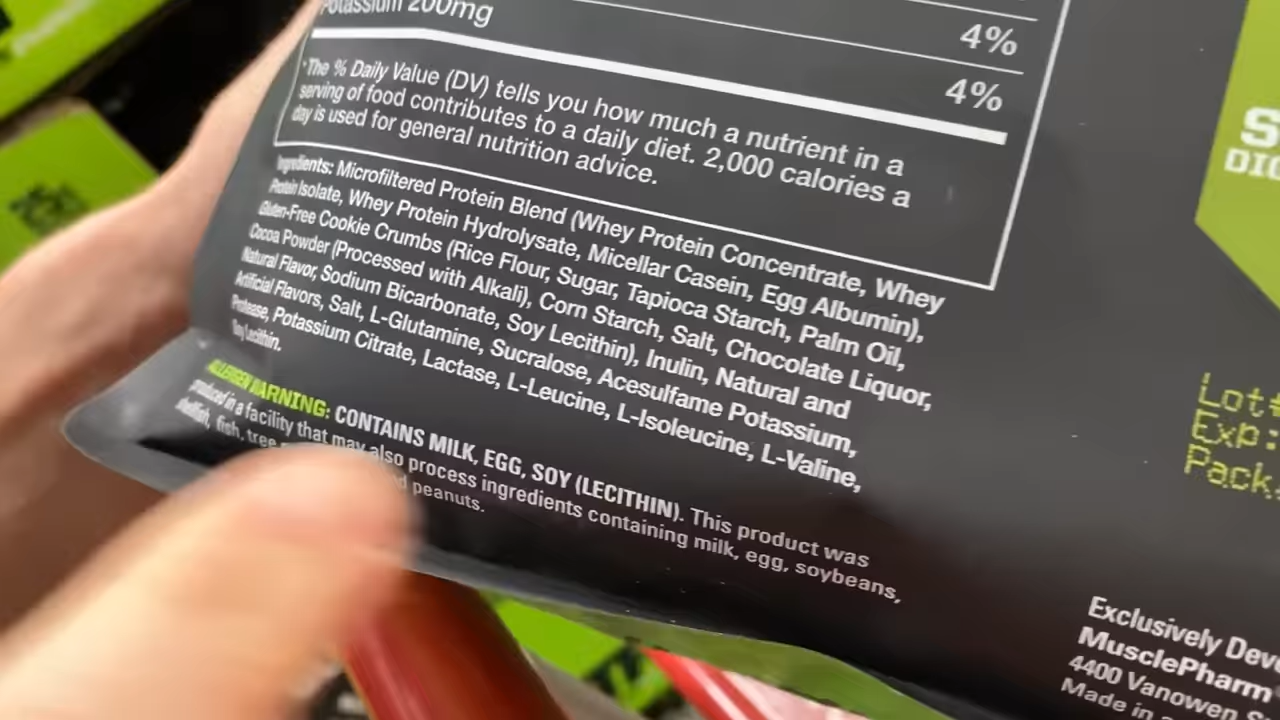 Potassium 200mg
4%
4%
*The % Daily Value (DV) tells you how much a nutrient in a
serving of food contributes to a daily diet. 2,000 calories a
day is used for general nutrition advice.
Ingredients: Microfiltered Protein Blend (Whey Protein Concentrate, Whey
Protein Isolate, Whey Protein Hydrolysate, Micellar Casein, Egg Albumin),
Gluten-Free Cookie Crumbs (Rice Flour, Sugar, Tapioca Starch, Palm Oil,
Cocoa Powder (Processed with Alkali), Corn Starch, Salt, Chocolate Liquor,
Natural Flavor, Sodium Bicarbonate, Soy Lecithin), Inulin, Natural and
Artificial Flavors, Salt, L-Glutamine, Sucralose, Acesulfame Potassium,
Protease, Potassium Citrate, Lactase, L-Leucine, L-Isoleucine, L-Valine,
Soy Lecithin.
ALLERGEN WARNING: CONTAINS MILK, EGG, SOY (LECITHIN). This product was
produced in a facility that may also process ingredients containing milk, egg, soybeans,
shellfish, fish, tree peanuts.
Lot#
Exp:
Pack
Exclusively Deve
MusclePharm
4400 Vanowen S
Made in a